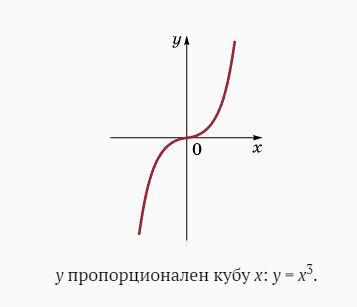 y
0
x
y пропорционален кубу x: y = x³.